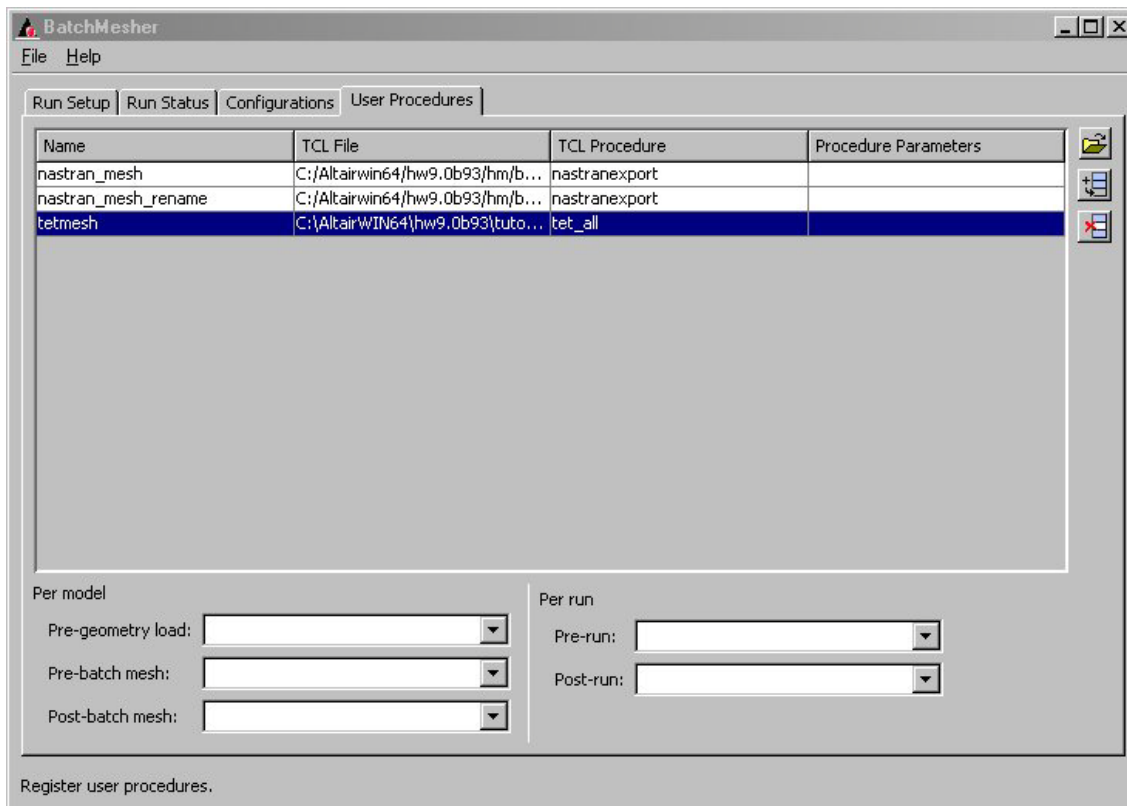 BatchMesher
File Help
Run Setup Run Status Configurations User Procedures
Name TCL File TCL Procedure Procedure Parameters
nastran_mesh C:/Altairwin64/hw9.0b93/hm/b... nastranexport
nastran_mesh_rename C:/Altairwin64/hw9.0b93/hm/b... nastranexport
tetmesh C:\AltairWIN64\hw9.0b93\tuto... tet_all
Per model
Pre-geometry load:
Pre-batch mesh:
Post-batch mesh:
Per run
Pre-run:
Post-run:
Register user procedures.